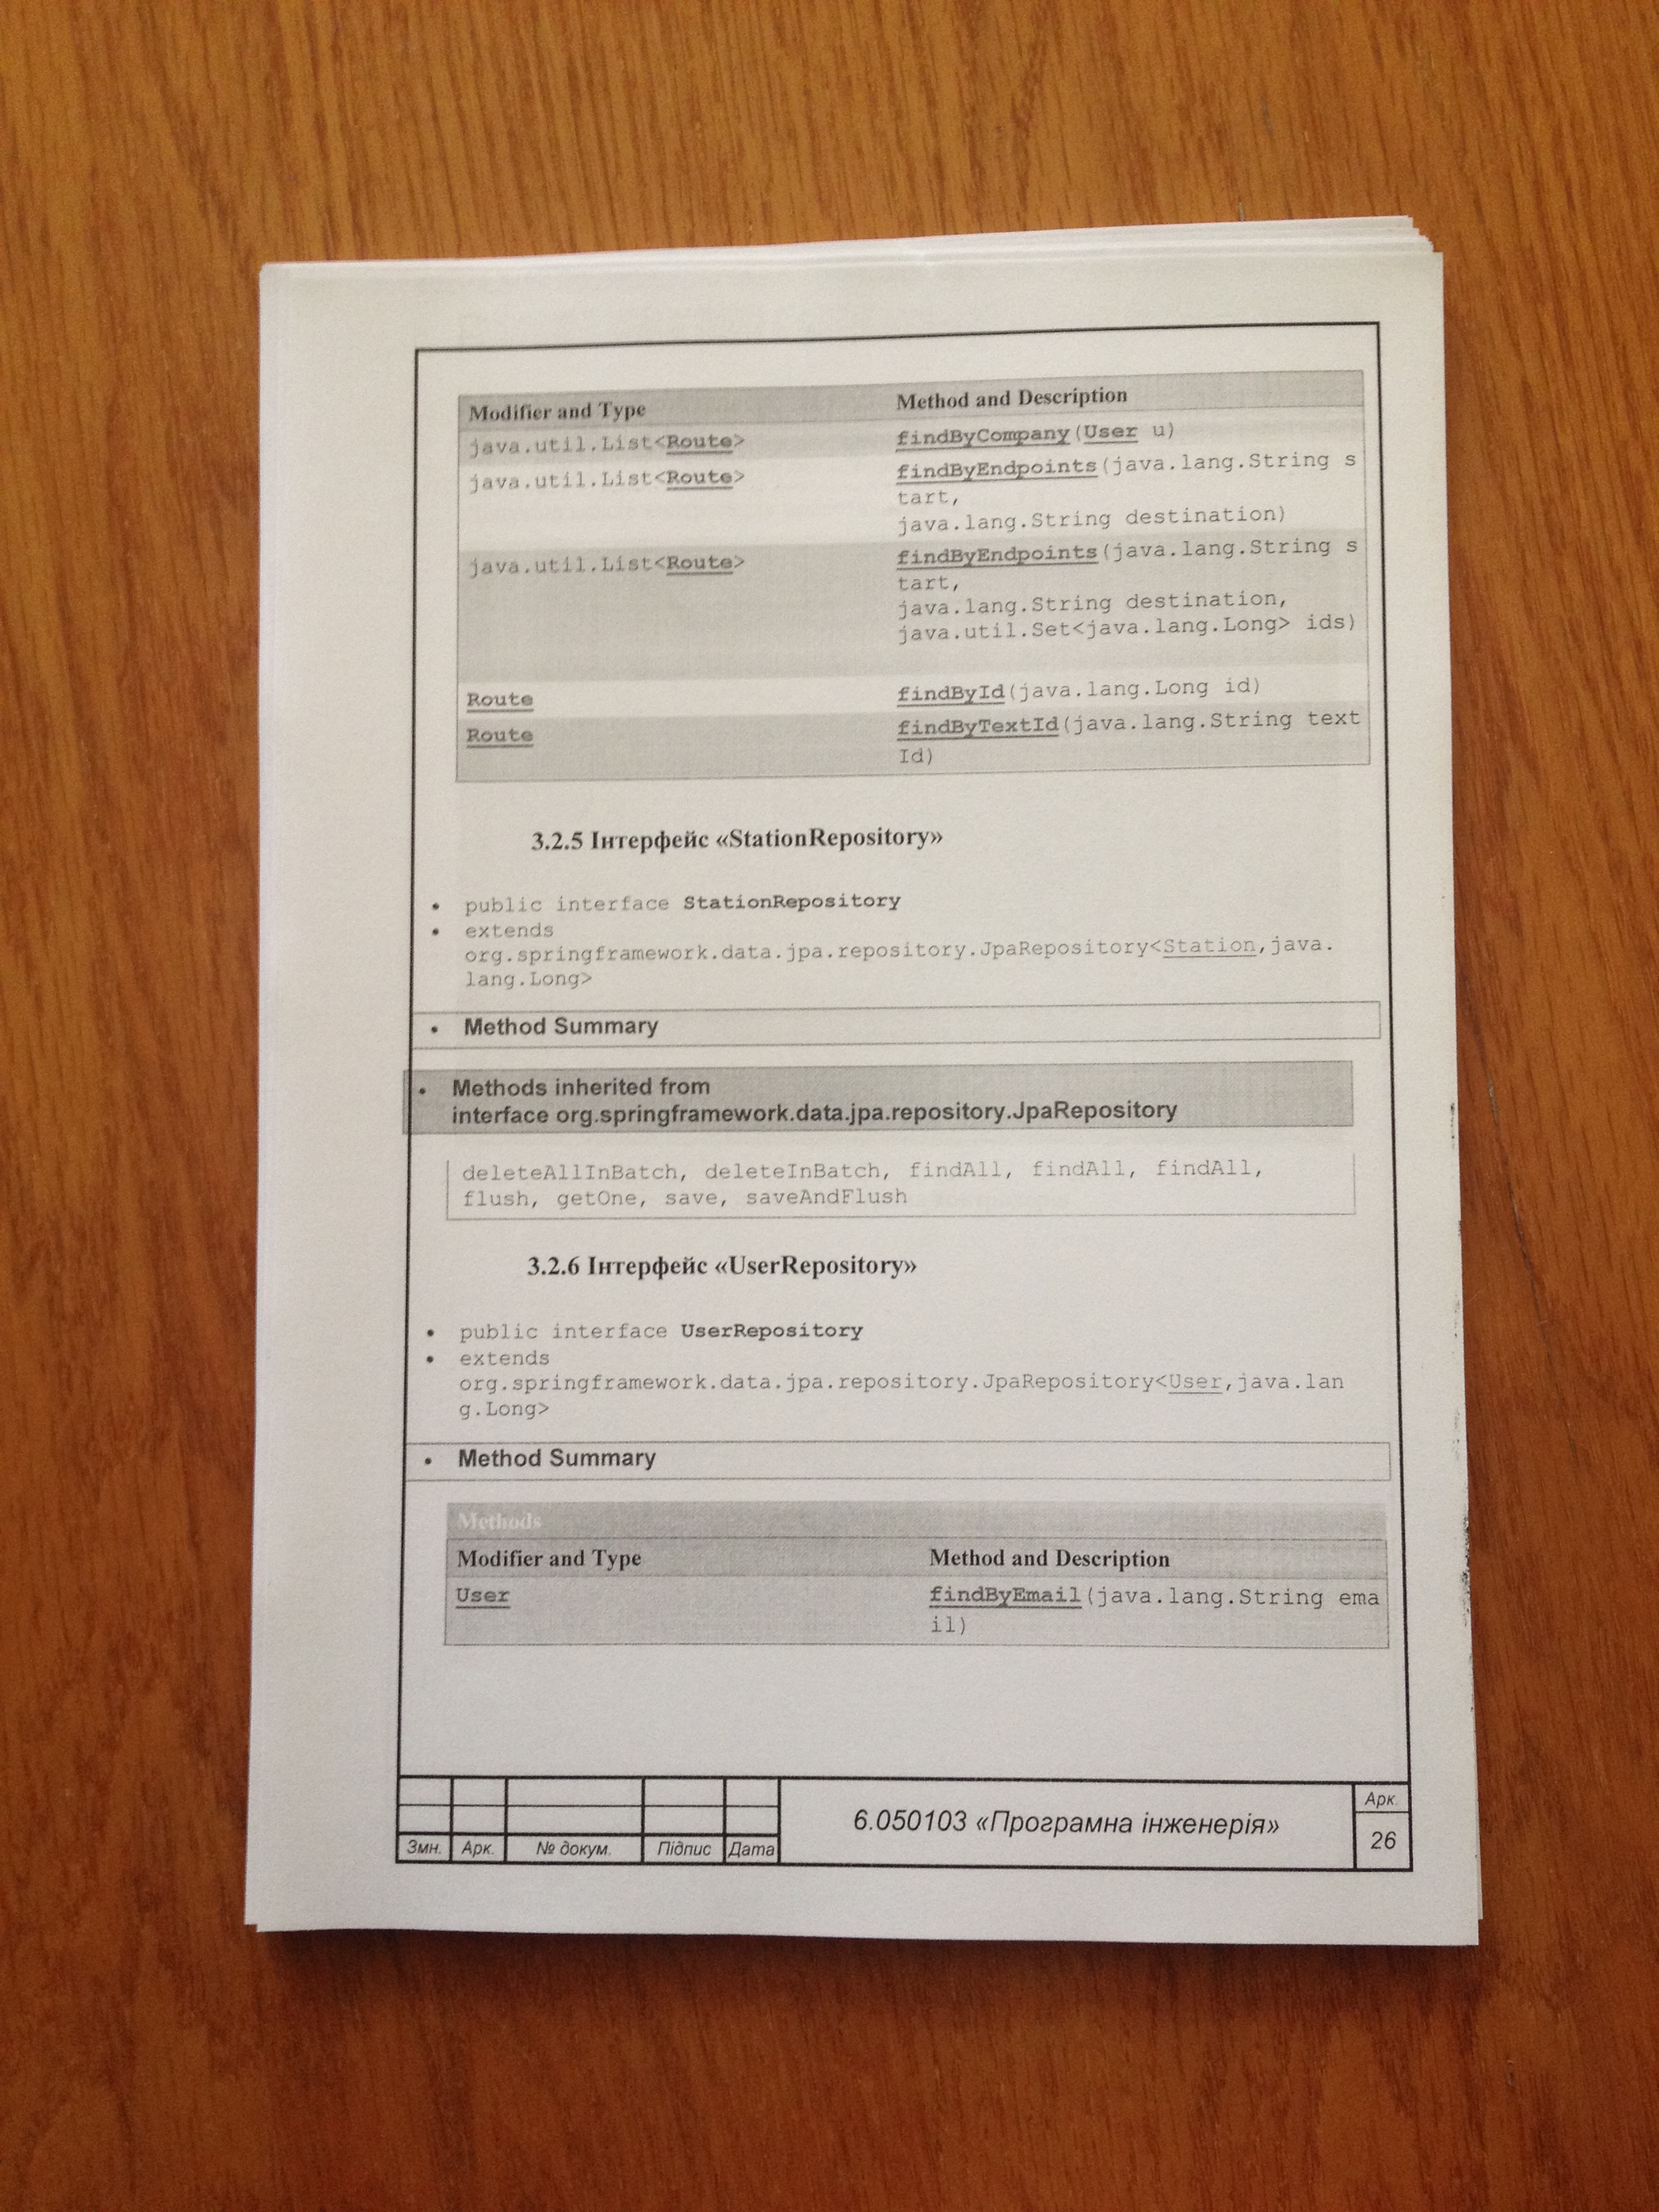 Modifier and Type Method and Description
java.util.List<Route> findByCompany(User u)
java.util.List<Route> findByEndpoints(java.lang.String s
tart,
java.lang.String destination)
java.util.List<Route> findByEndpoints(java.lang.String s
tart,
java.lang.String destination,
java.util.Set<java.lang.Long> ids)
Route findById(java.lang.Long id)
Route findByTextId(java.lang.String text
Id)
3.2.5 Інтерфейс «StationRepository»
• public interface StationRepository
• extends
org.springframework.data.jpa.repository.JpaRepository<Station,java.
lang.Long>
• Method Summary
• Methods inherited from
interface org.springframework.data.jpa.repository.JpaRepository
deleteAllInBatch, deleteInBatch, findAll, findAll, findAll,
flush, getOne, save, saveAndFlush
3.2.6 Інтерфейс «UserRepository»
• public interface UserRepository
• extends
org.springframework.data.jpa.repository.JpaRepository<User,java.lan
g.Long>
• Method Summary
Methods
Modifier and Type Method and Description
User findByEmail(java.lang.String ema
il)
6.050103 «Програмна інженерія»
Арк.
26
Змн. Арк. № докум. Підпис Дата